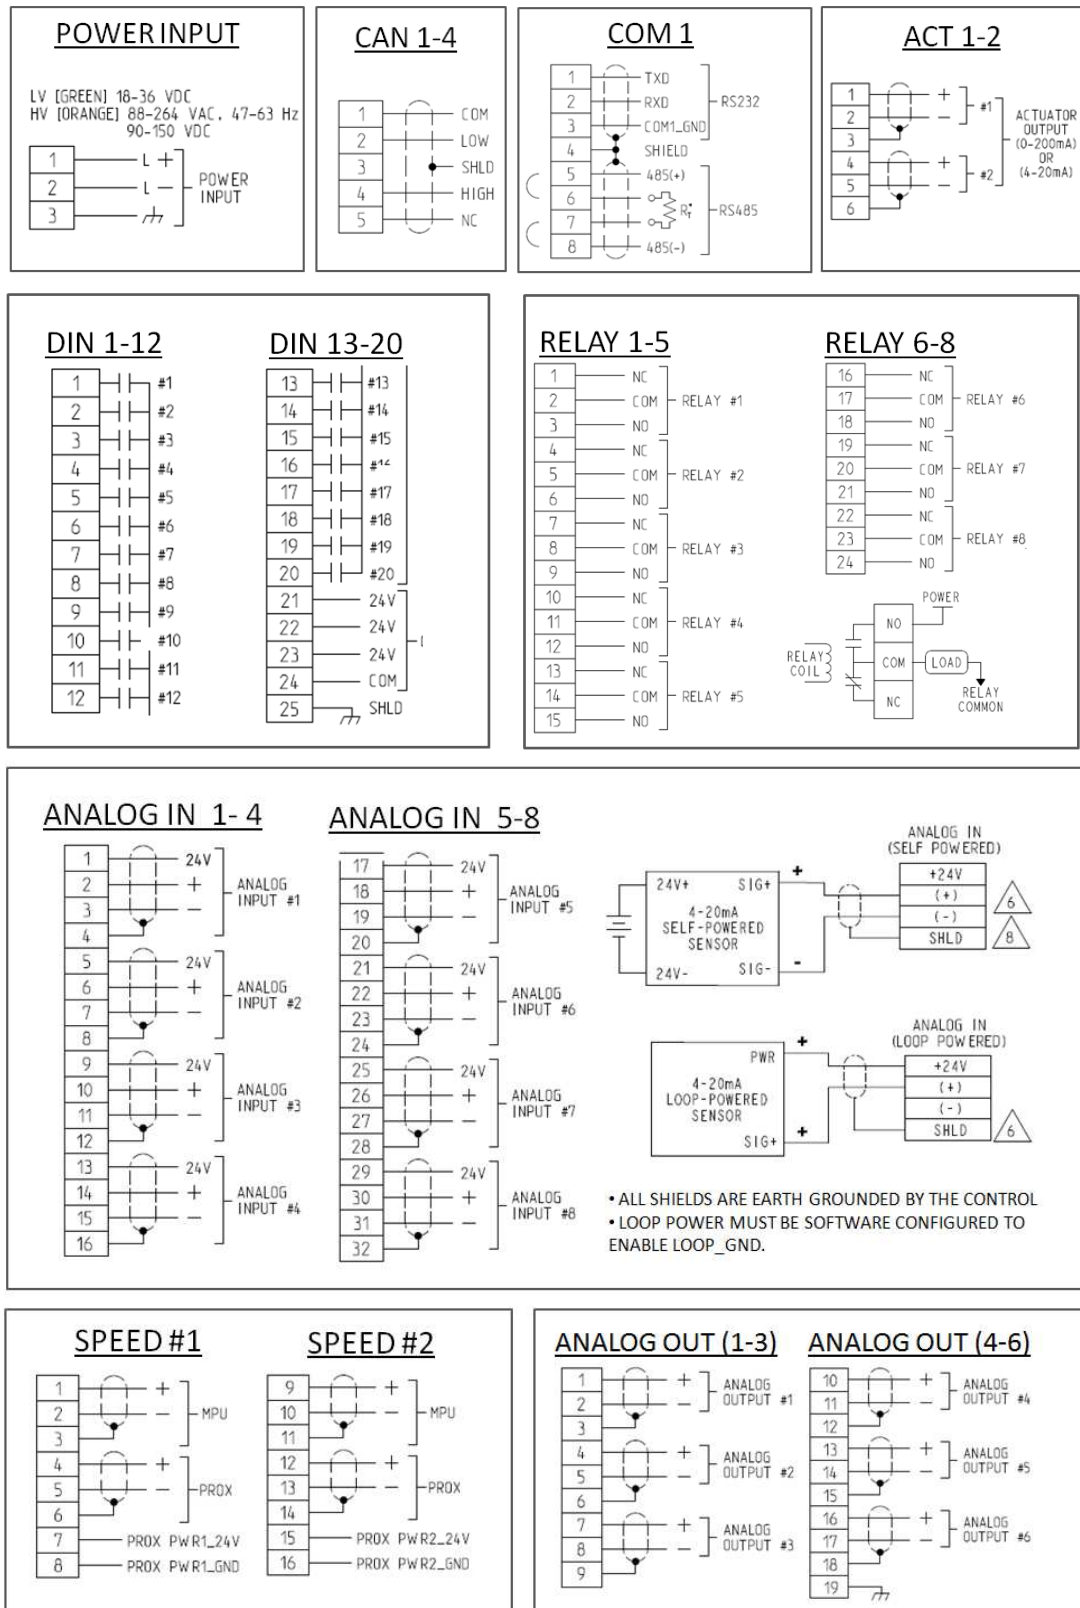 POWER INPUT
LV [GREEN] 18-36 VDC
HV [ORANGE] 88-264 VAC, 47-63 Hz
90-150 VDC
1 L +
2 L —
3
POWER
INPUT
CAN 1-4
1 COM
2 LOW
3 SHLD
4 HIGH
5 NC
COM 1
1 TXD
2 RXD
3 COM1_GND
RS232
4 SHIELD
5 485(+)
6
7
8 485(-)
R*T
RS485
ACT 1-2
1 +
2 —
3
#1
4 +
5 —
6
#2
ACTUATOR
OUTPUT
(0-200mA)
OR
(4-20mA)
DIN 1-12
1 #1
2 #2
3 #3
4 #4
5 #5
6 #6
7 #7
8 #8
9 #9
10 #10
11 #11
12 #12
DIN 13-20
13 #13
14 #14
15 #15
16
17 #17
18 #18
19 #19
20 #20
21 24V
22 24V
23 24V
24 COM
25 SHLD
RELAY 1-5
1 NC
2 COM RELAY #1
3 NO
4 NC
5 COM RELAY #2
6 NO
7 NC
8 COM RELAY #3
9 NO
10 NC
11 COM RELAY #4
12 NO
13 NC
14 COM RELAY #5
15 NO
RELAY 6-8
16 NC
17 COM RELAY #6
18 NO
19 NC
20 COM RELAY #7
21 NO
22 NC
23 COM RELAY #8
24 NO
POWER
NO
RELAY
COIL
COM
LOAD
NC
RELAY
COMMON
ANALOG IN 1- 4
1 24V
2 +
3 —
4
ANALOG
INPUT #1
5 24V
6 +
7 —
8
ANALOG
INPUT #2
9 24V
10 +
11 —
12
ANALOG
INPUT #3
13 24V
14 +
15 —
16
ANALOG
INPUT #4
ANALOG IN 5-8
17 24V
18 +
19 —
20
ANALOG
INPUT #5
21 24V
22 +
23 —
24
ANALOG
INPUT #6
25 24V
26 +
27 —
28
ANALOG
INPUT #7
29 24V
30 +
31 —
32
ANALOG
INPUT #8
24V+ SIG+ +
4-20mA
SELF-POWERED
SENSOR
24V- SIG- -
ANALOG IN
(SELF POWERED)
+24V
(+)
(-)
SHLD
6
8
PWR +
4-20mA
LOOP-POWERED
SENSOR
SIG+ +
ANALOG IN
(LOOP POWERED)
+24V
(+)
(-)
SHLD
6
• ALL SHIELDS ARE EARTH GROUNDED BY THE CONTROL
• LOOP POWER MUST BE SOFTWARE CONFIGURED TO
ENABLE LOOP_GND.
SPEED #1
1 +
2 — MPU
3
4 +
5 — PROX
6
7 PROX PWR1_24V
8 PROX PWR1_GND
SPEED #2
9 +
10 — MPU
11
12 +
13 — PROX
14
15 PROX PWR2_24V
16 PROX PWR2_GND
ANALOG OUT (1-3)
1 +
2 —
3
ANALOG
OUTPUT #1
4 +
5 —
6
ANALOG
OUTPUT #2
7 +
8 —
9
ANALOG
OUTPUT #3
ANALOG OUT (4-6)
10 +
11 —
12
ANALOG
OUTPUT #4
13 +
14 —
15
ANALOG
OUTPUT #5
16 +
17 —
18
ANALOG
OUTPUT #6
19